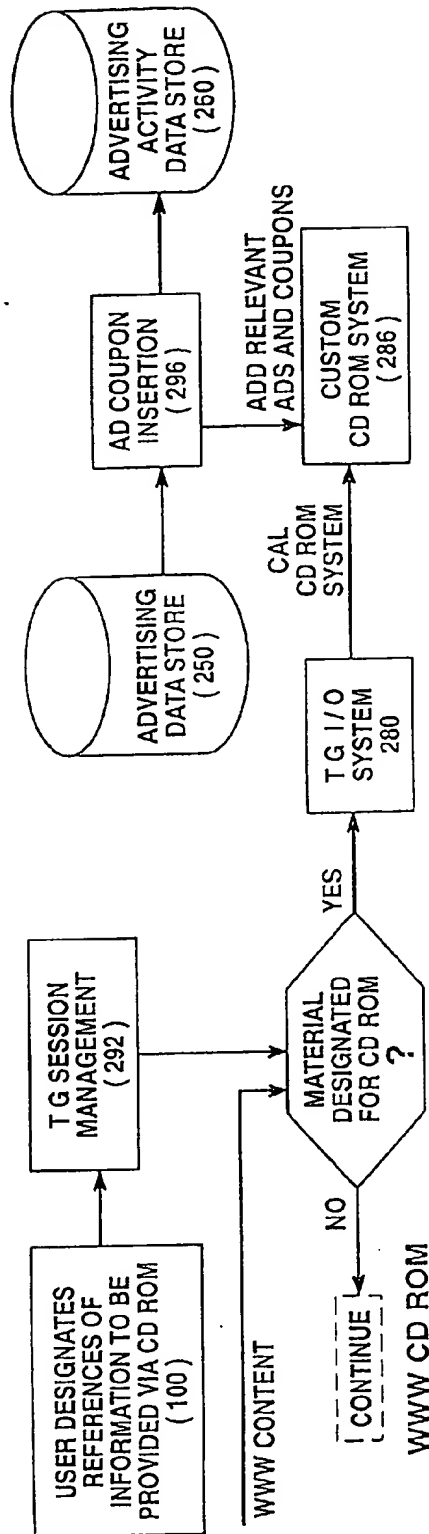 USER DESIGNATES
REFERENCES OF
INFORMATION TO BE
PROVIDED VIA CD ROM
(100)
TG SESSION
MANAGEMENT
(292)
WWW CONTENT
MATERIAL
DESIGNATED
FOR CD ROM
?
NO
CONTINUE
YES
TG I/O
SYSTEM
280
CAL
CD ROM
SYSTEM
ADVERTISING
DATA STORE
(250)
AD COUPON
INSERTION
(296)
ADVERTISING
ACTIVITY
DATA STORE
(260)
ADD RELEVANT
ADS AND COUPONS
CUSTOM
CD ROM SYSTEM
(286)
WWW CD ROM